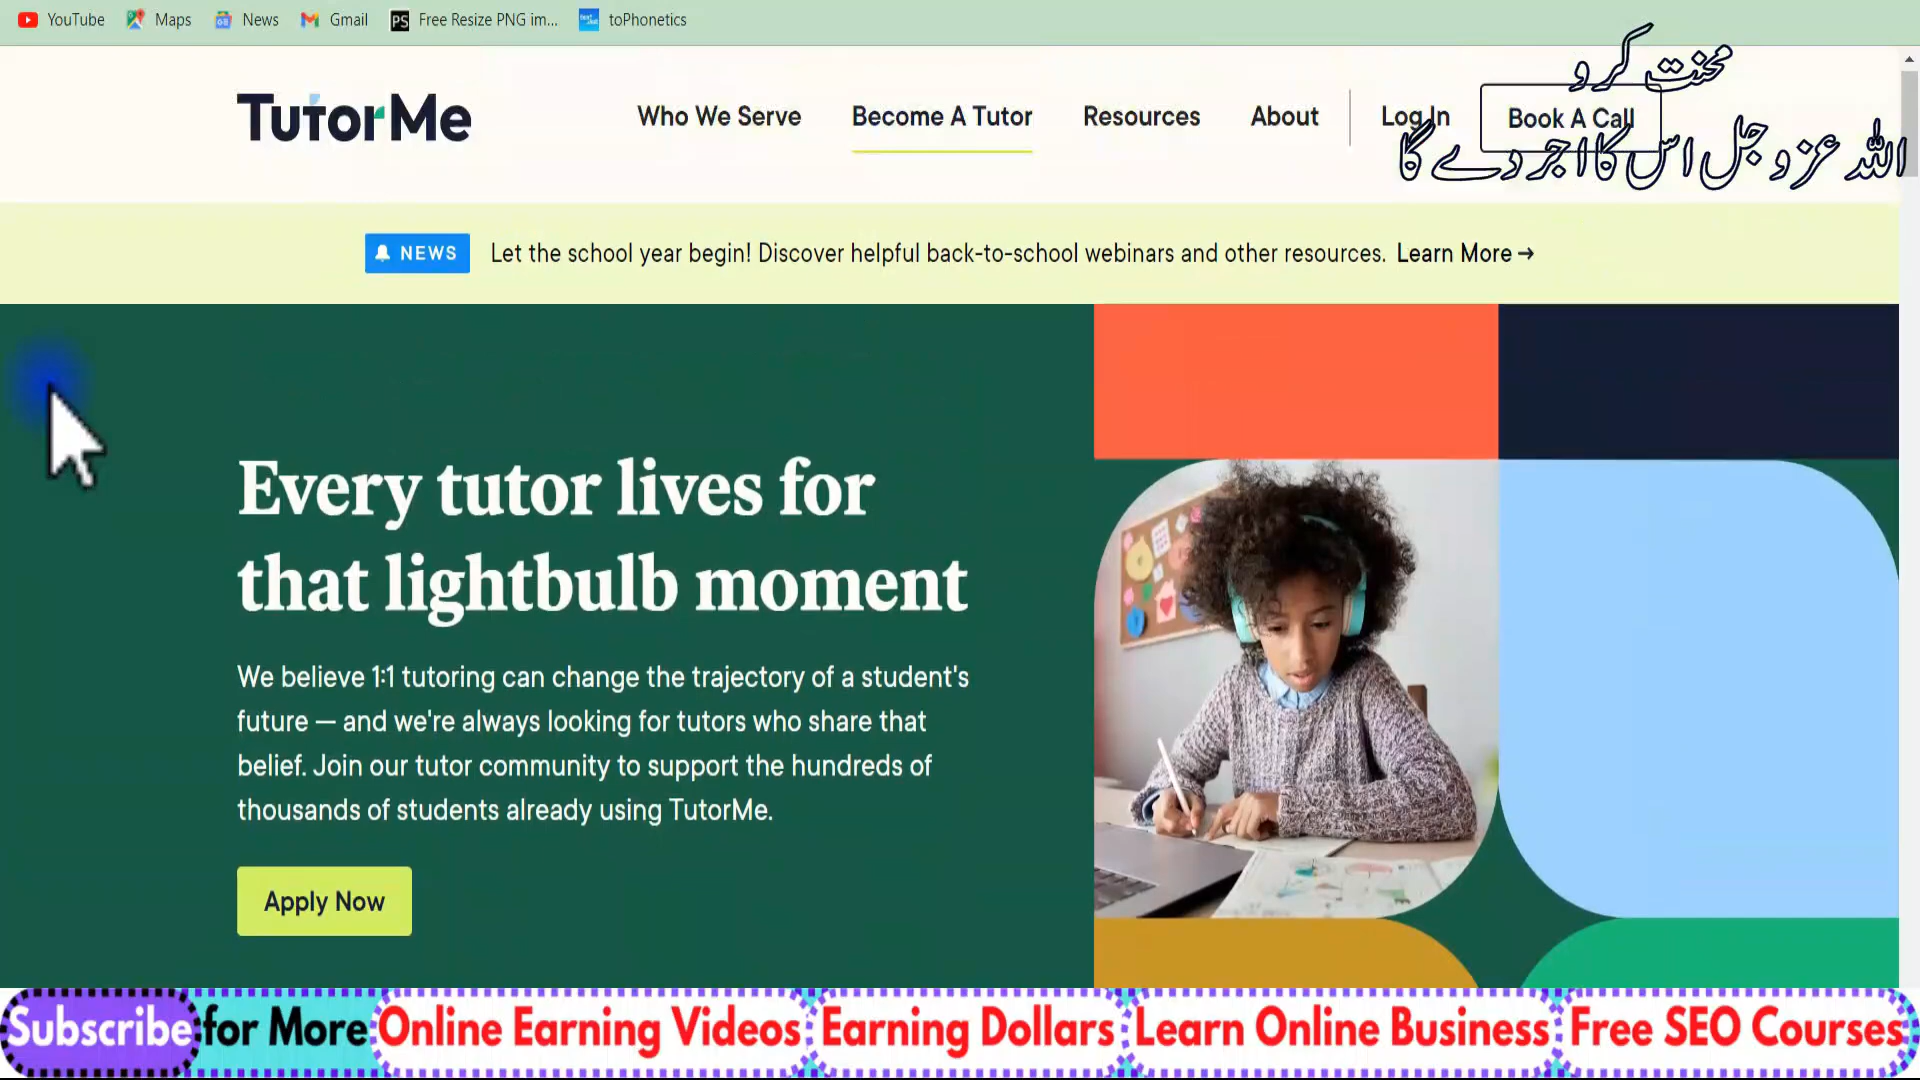 YouTube Maps News Gmail Free Resize PNG im... toPhonetics
محنت کرو
اللہ عزوجل اس کا اجر دے گا
TutorMe
Who We Serve Become A Tutor Resources About Log In Book A Call
NEWS Let the school year begin! Discover helpful back-to-school webinars and other resources. Learn More →
Every tutor lives for
that lightbulb moment
We believe 1:1 tutoring can change the trajectory of a student's
future — and we're always looking for tutors who share that
belief. Join our tutor community to support the hundreds of
thousands of students already using TutorMe.
Apply Now
Subscribe for More Online Earning Videos Earning Dollars Learn Online Business Free SEO Courses